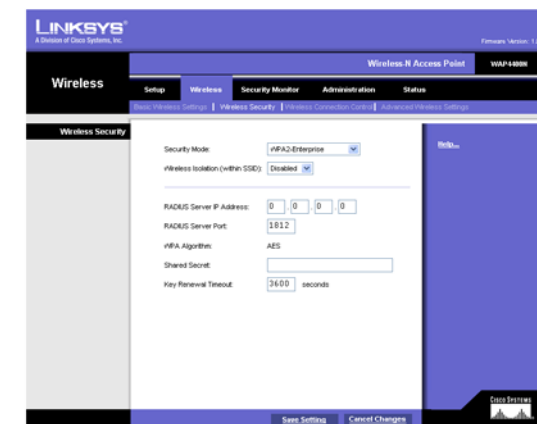 LINKSYS®
A Division of Cisco Systems, Inc.
Firmware Version: 1.
Wireless-N Access Point WAP4400N
Wireless
Setup Wireless Security Monitor Administration Status
Basic Wireless Settings | Wireless Security | Wireless Connection Control | Advanced Wireless Settings
Wireless Security
Help...
Security Mode: WPA2-Enterprise
Wireless Isolation (within SSID): Disabled
RADIUS Server IP Address: 0 . 0 . 0 . 0
RADIUS Server Port: 1812
WPA Algorithm: AES
Shared Secret:
Key Renewal Timeout: 3600 seconds
Save Setting Cancel Changes
CISCO SYSTEMS